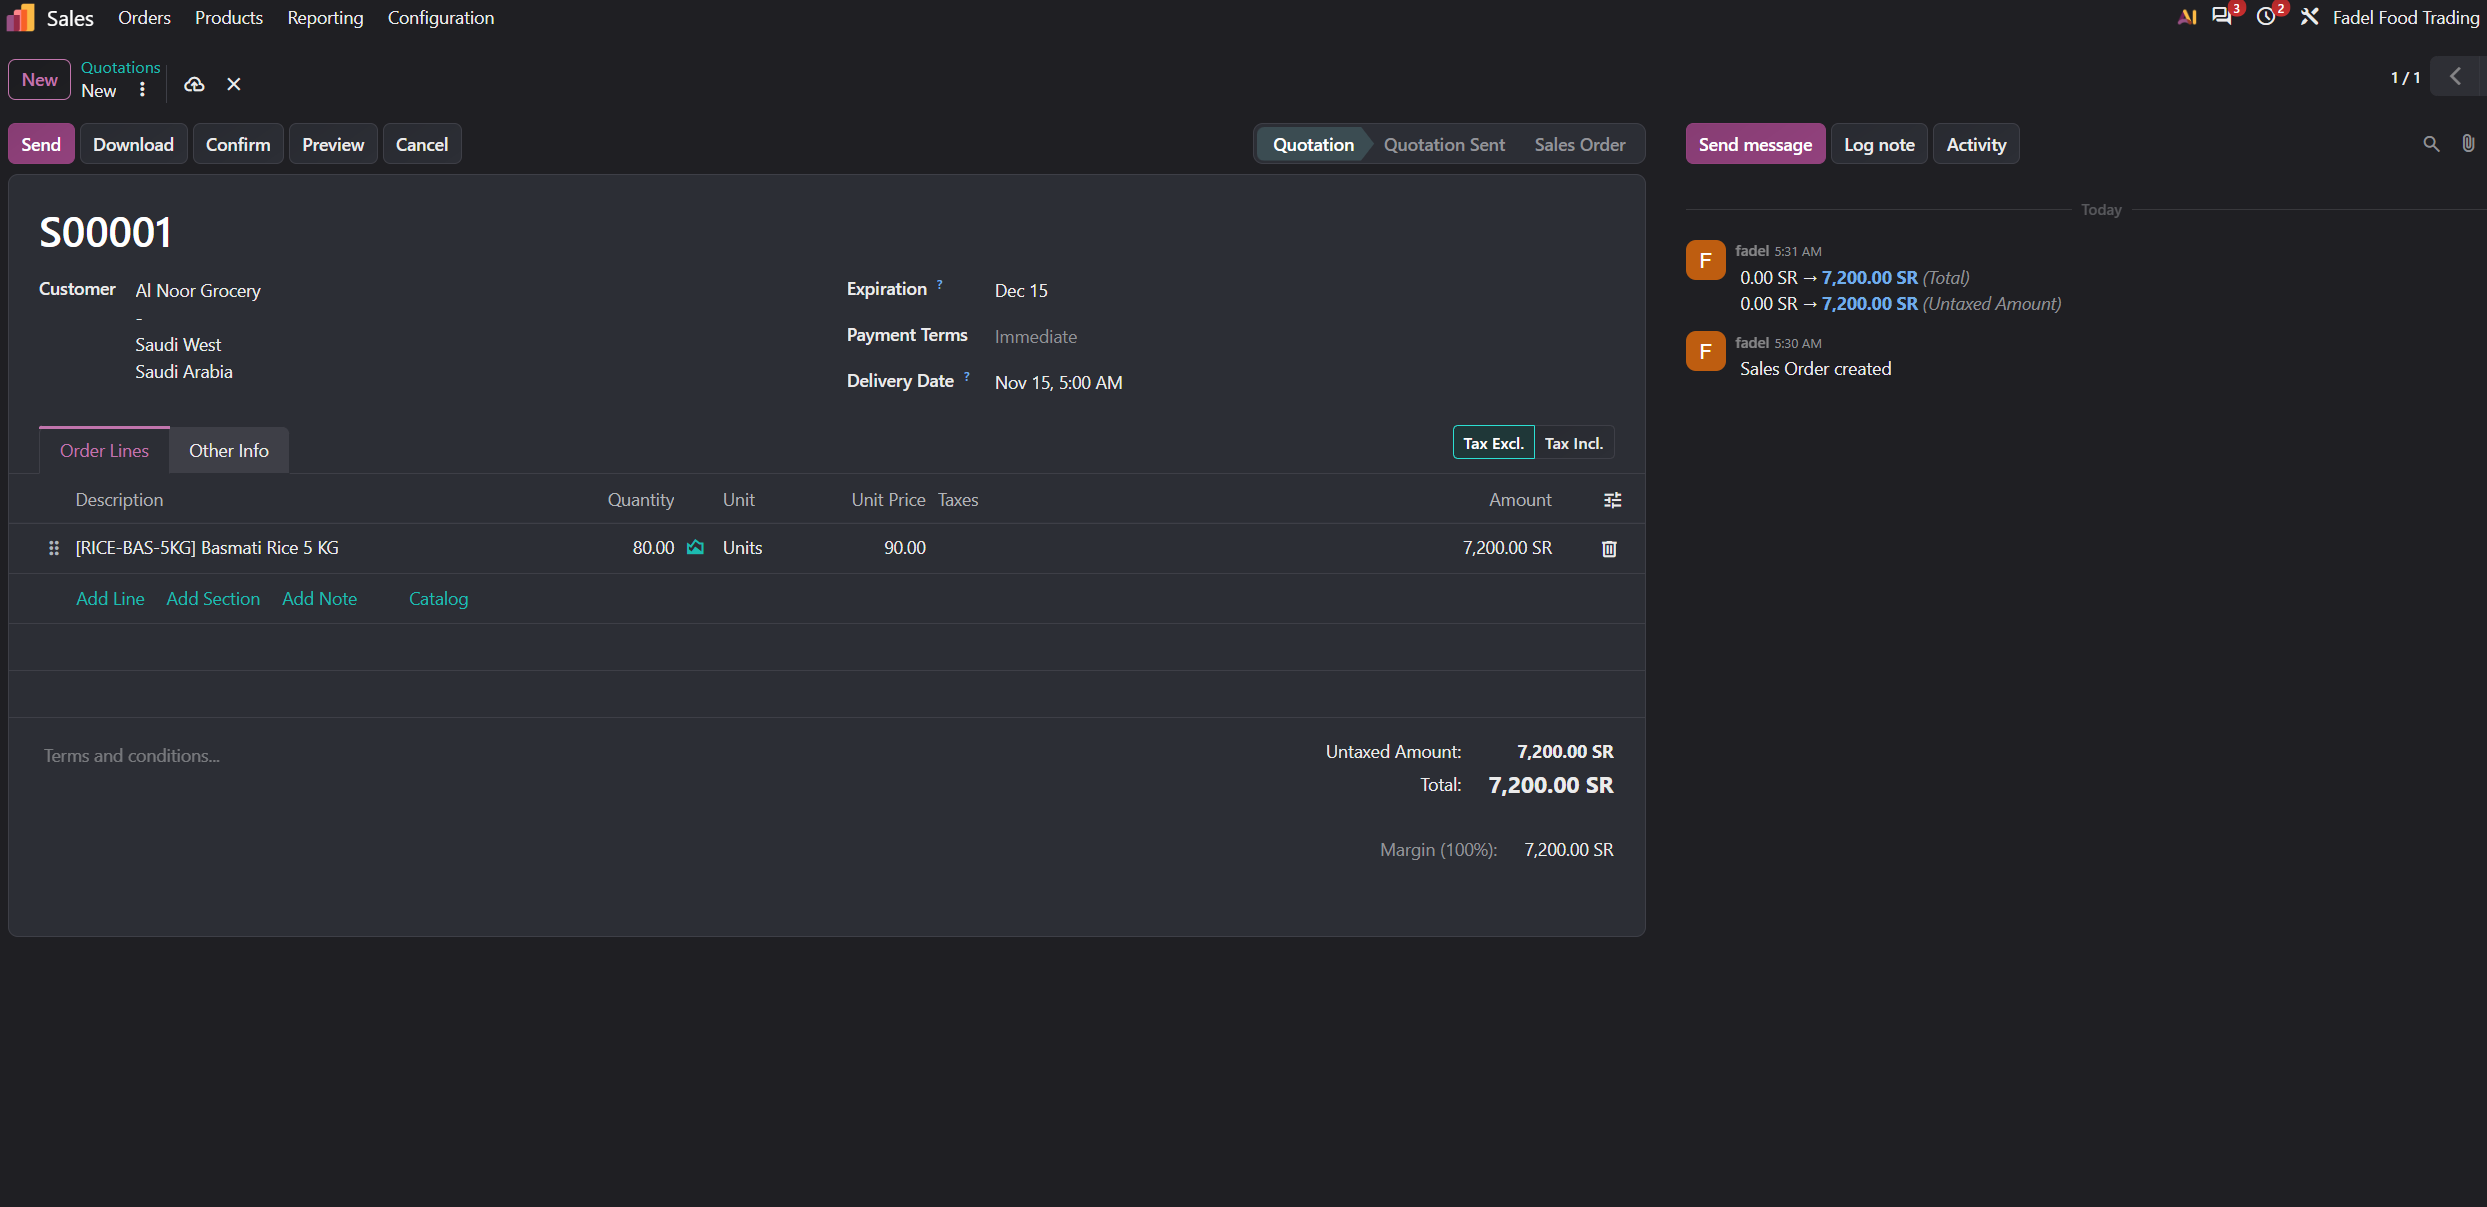 Sales Orders Products Reporting Configuration
AI 3 2 Fadel Food Trading
New
Quotations
New
1 / 1
Send Download Confirm Preview Cancel
Quotation Quotation Sent Sales Order
Send message Log note Activity
S00001
Customer Al Noor Grocery
-
Saudi West
Saudi Arabia
Expiration ? Dec 15
Payment Terms Immediate
Delivery Date ? Nov 15, 5:00 AM
Order Lines Other Info
Tax Excl. Tax Incl.
Description Quantity Unit Unit Price Taxes Amount
[RICE-BAS-5KG] Basmati Rice 5 KG 80.00 Units 90.00 7,200.00 SR
Add Line Add Section Add Note Catalog
Terms and conditions...
Untaxed Amount: 7,200.00 SR
Total: 7,200.00 SR
Margin (100%): 7,200.00 SR
Today
F
fadel 5:31 AM
0.00 SR → 7,200.00 SR (Total)
0.00 SR → 7,200.00 SR (Untaxed Amount)
F
fadel 5:30 AM
Sales Order created